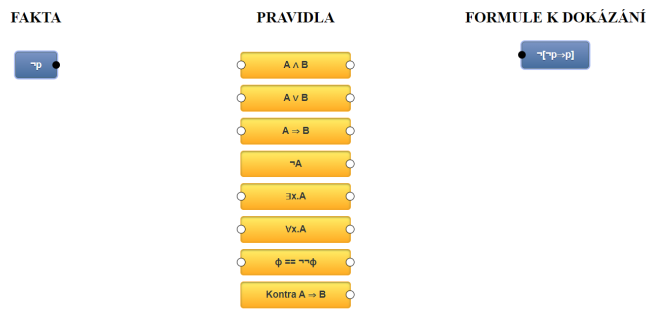 FAKTA
PRAVIDLA
FORMULE K DOKÁZÁNÍ
¬p
¬[¬p⇒p]
A ∧ B
A ∨ B
A ⇒ B
¬A
∃x.A
∀x.A
ϕ == ¬¬ϕ
Kontra A ⇒ B